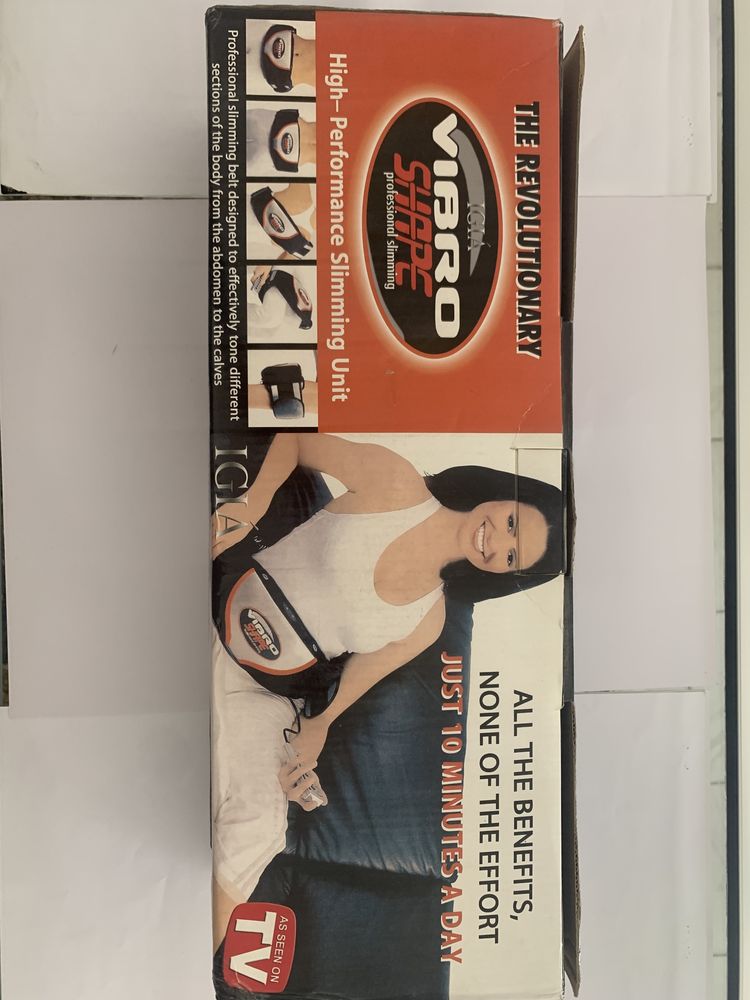 THE REVOLUTIONARY
IGIA
VIBRO
SHAPE
professional slimming
High-Performance Slimming Unit
Professional slimming belt designed to effectively tone different
sections of the body from the abdomen to the calves
IGIA
ALL THE BENEFITS,
NONE OF THE EFFORT
JUST 10 MINUTES A DAY
VIBRO
SHAPE
AS SEEN ON
TV